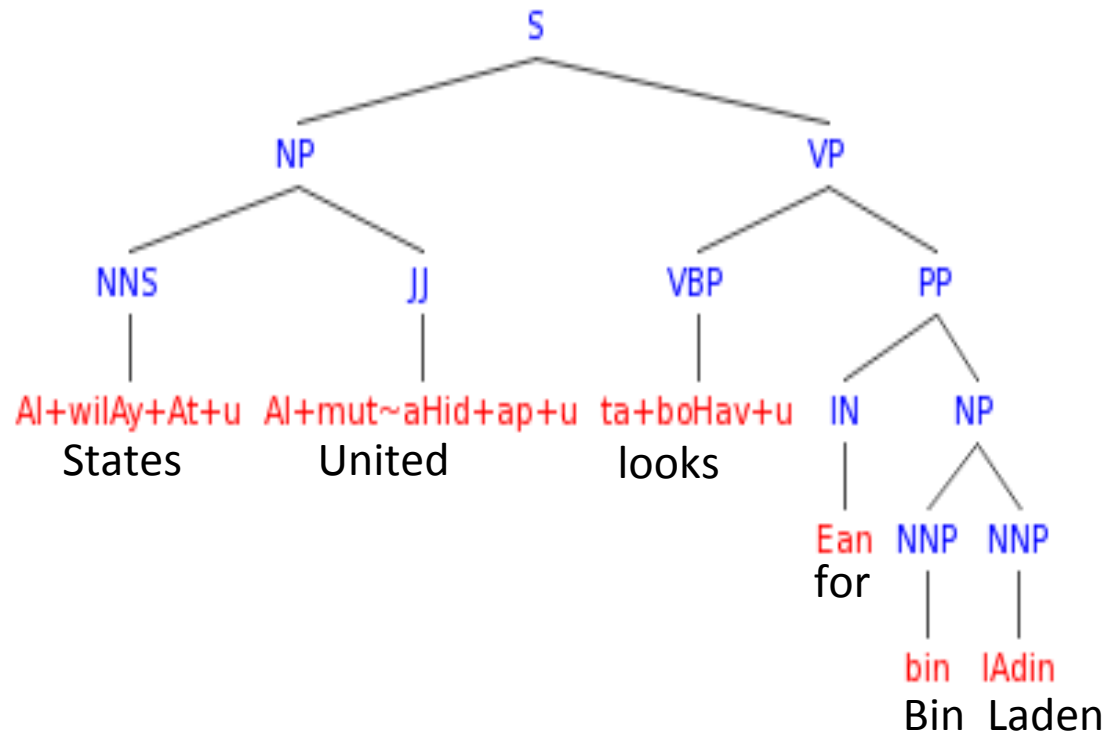 S
NP VP
NNS JJ VBP PP
Al+wilAy+At+u Al+mut~aHid+ap+u ta+boHav+u IN NP
States United looks
Ean NNP NNP
for
bin lAdin
Bin Laden